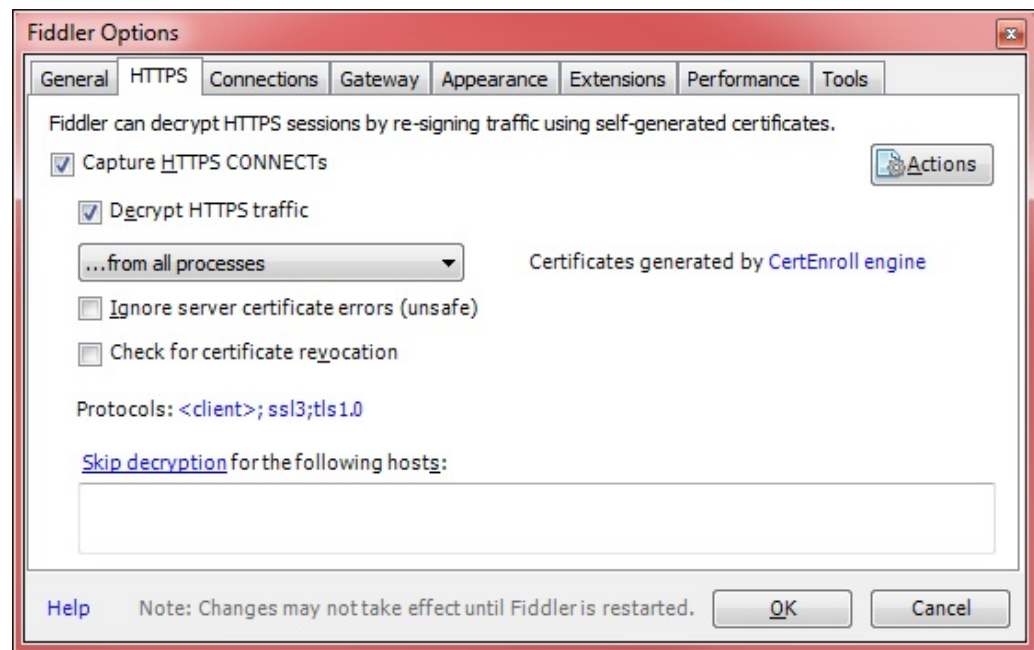 Fiddler Options
General HTTPS Connections Gateway Appearance Extensions Performance Tools
Fiddler can decrypt HTTPS sessions by re-signing traffic using self-generated certificates.
Capture HTTPS CONNECTs
Actions
Decrypt HTTPS traffic
...from all processes
Certificates generated by CertEnroll engine
Ignore server certificate errors (unsafe)
Check for certificate revocation
Protocols: <client>; ssl3;tls1.0
Skip decryption for the following hosts:
Help Note: Changes may not take effect until Fiddler is restarted. OK Cancel